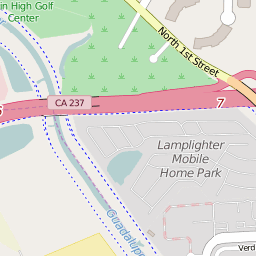 in High Golf
Center
North 1st Street
CA 237
7
Lamplighter
Mobile
Home Park
Guadalupe
Verd